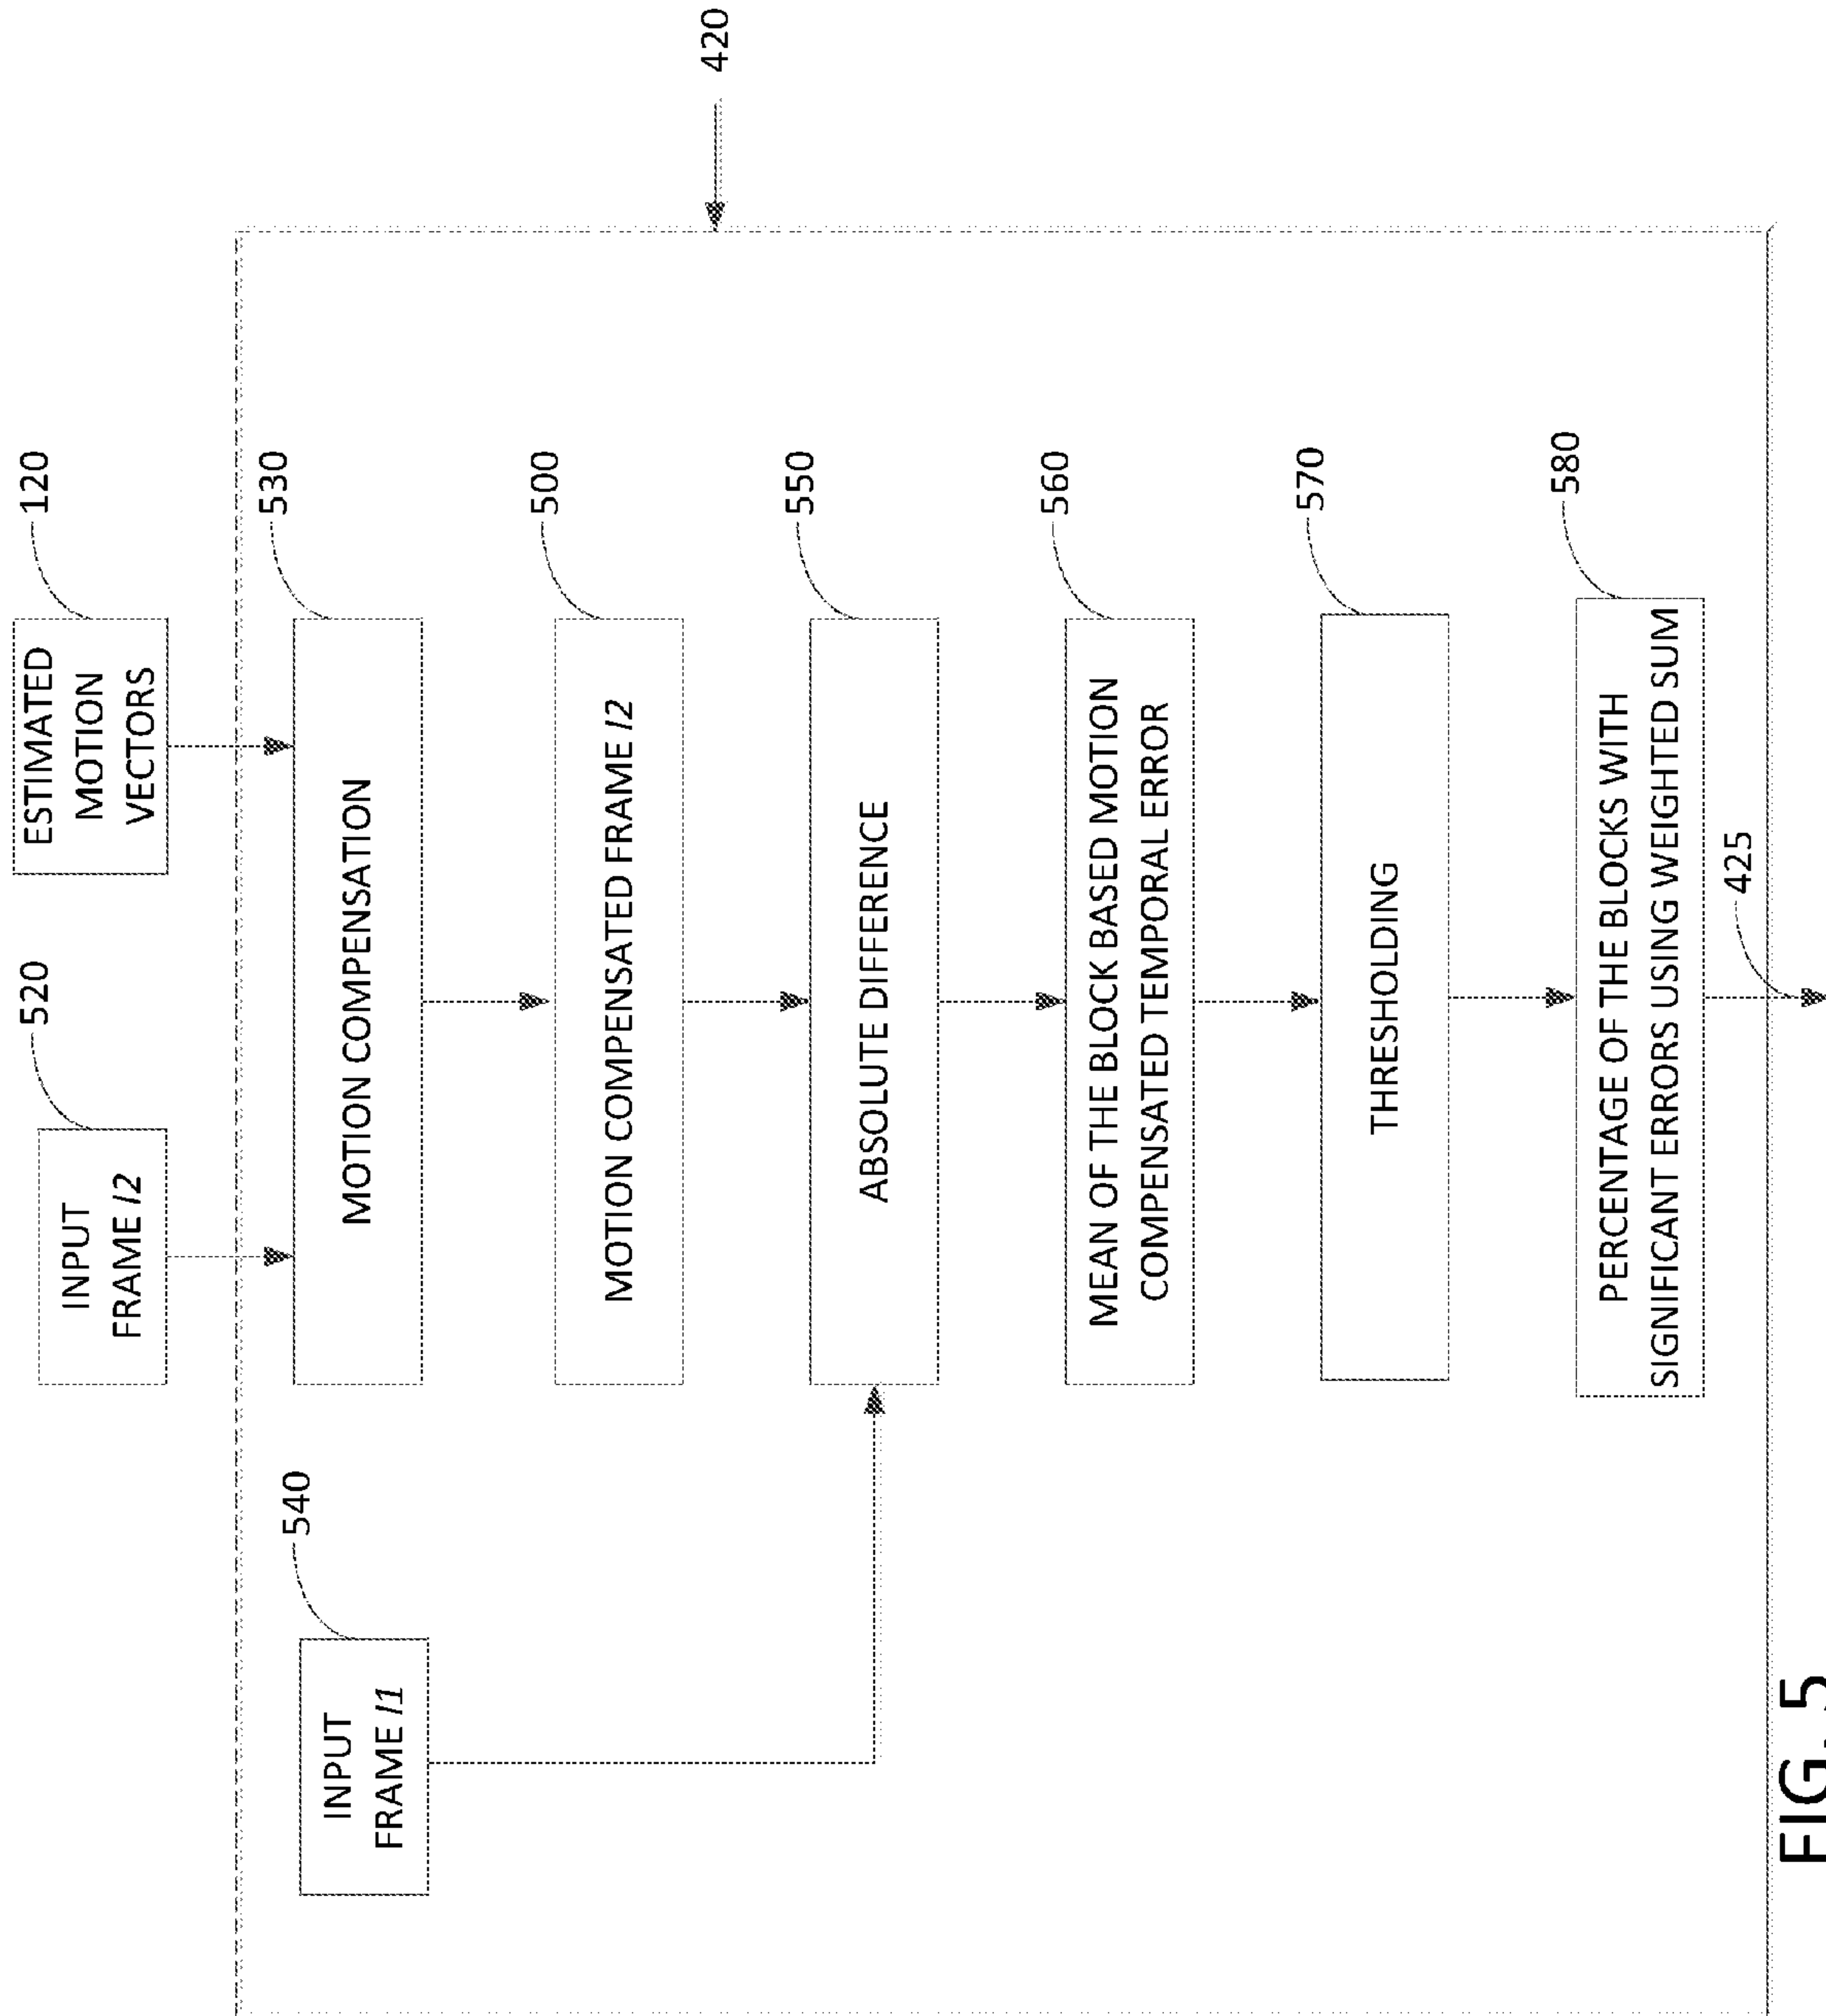 ESTIMATED
MOTION
VECTORS
120
INPUT
FRAME I2
520
420
530
MOTION COMPENSATION
540
INPUT
FRAME I1
500
MOTION COMPENSATED FRAME I2
550
ABSOLUTE DIFFERENCE
560
MEAN OF THE BLOCK BASED MOTION
COMPENSATED TEMPORAL ERROR
570
THRESHOLDING
580
PERCENTAGE OF THE BLOCKS WITH
SIGNIFICANT ERRORS USING WEIGHTED SUM
425
FIG. 5